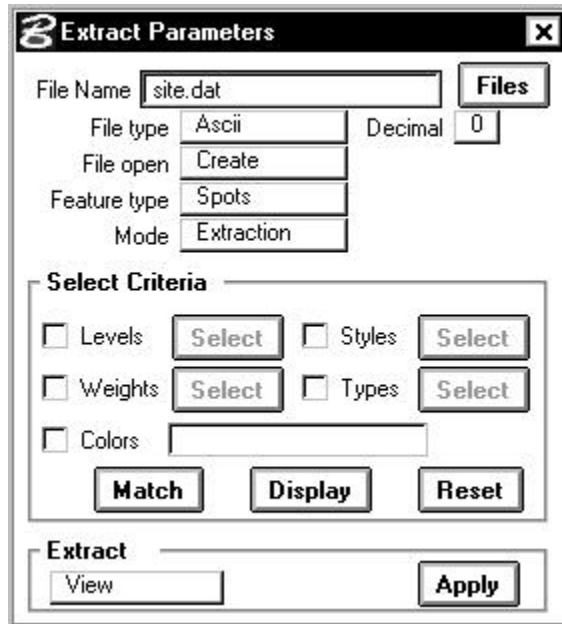 Extract Parameters
File Name site.dat Files
File type Ascii Decimal 0
File open Create
Feature type Spots
Mode Extraction
Select Criteria
Levels Select Styles Select
Weights Select Types Select
Colors
Match Display Reset
Extract
View Apply